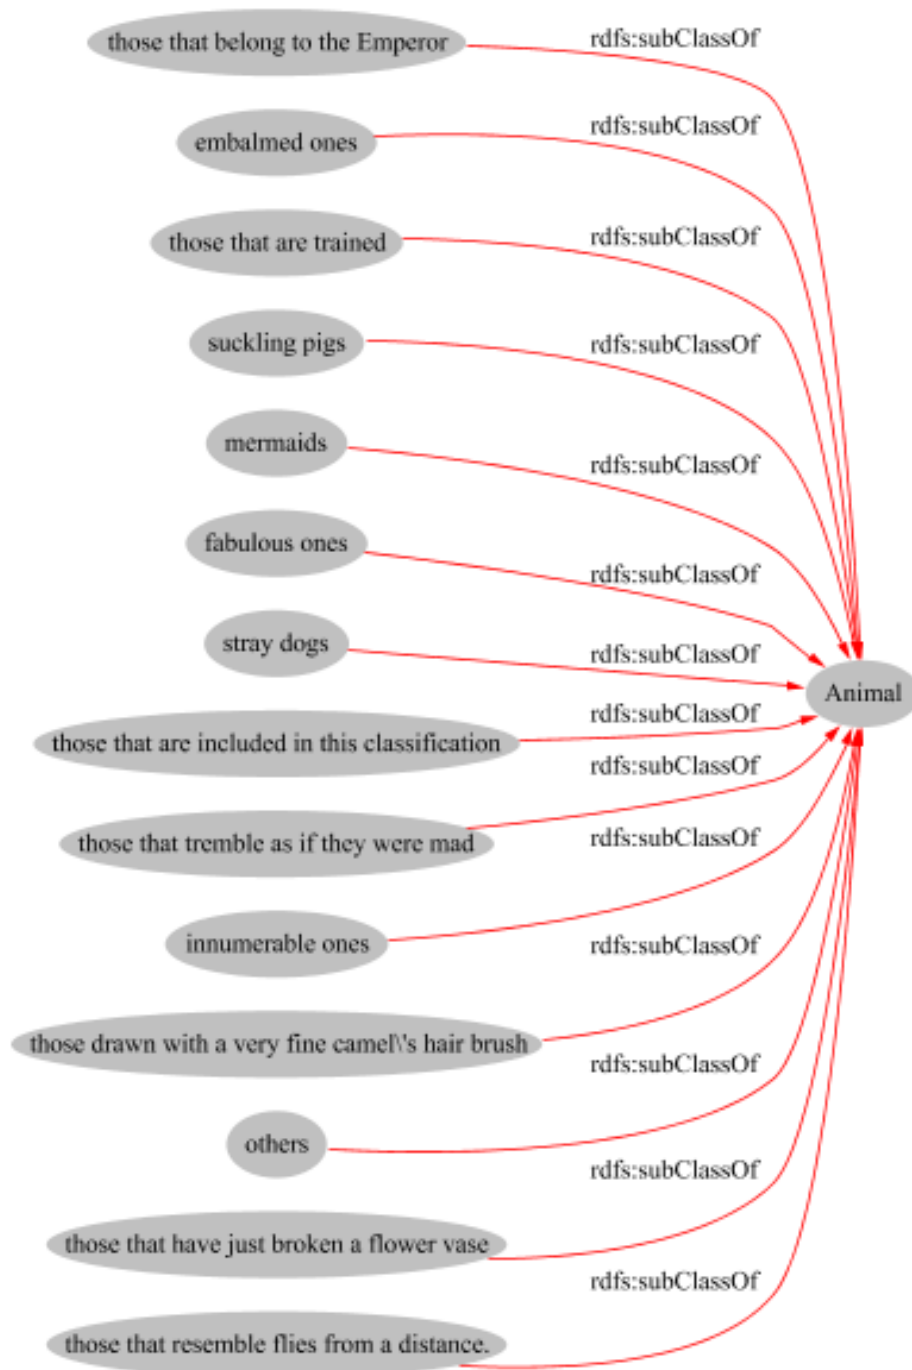 those that belong to the Emperor
rdfs:subClassOf
embalmed ones
rdfs:subClassOf
those that are trained
rdfs:subClassOf
suckling pigs
rdfs:subClassOf
mermaids
rdfs:subClassOf
fabulous ones
rdfs:subClassOf
stray dogs
rdfs:subClassOf
Animal
those that are included in this classification
rdfs:subClassOf
those that tremble as if they were mad
rdfs:subClassOf
innumerable ones
rdfs:subClassOf
those drawn with a very fine camel\'s hair brush
rdfs:subClassOf
others
rdfs:subClassOf
those that have just broken a flower vase
rdfs:subClassOf
those that resemble flies from a distance.
rdfs:subClassOf